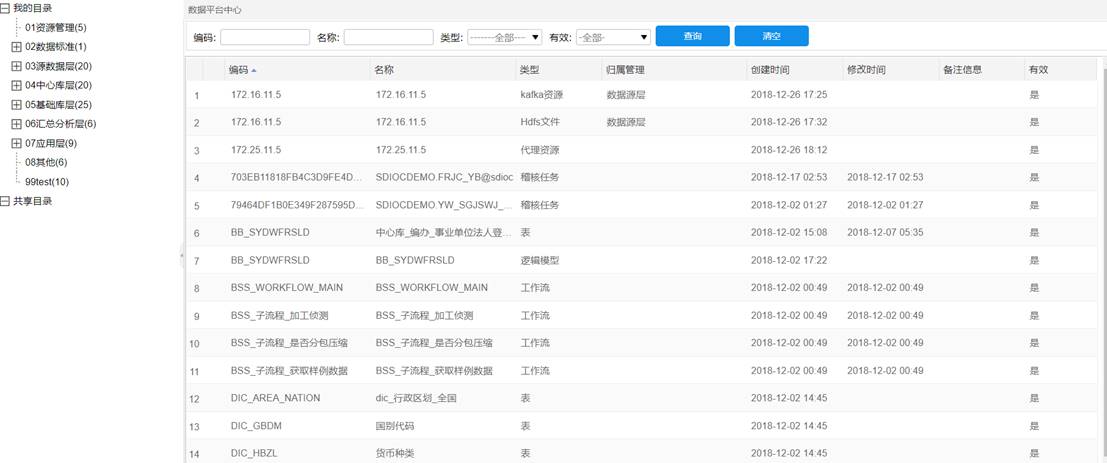 我的目录
01资源管理(5)
02数据标准(1)
03源数据层(20)
04中心库层(20)
05基础库层(25)
06汇总分析层(6)
07应用层(9)
08其他(6)
99test(10)
共享目录
数据平台中心
编码: 名称: 类型: -------全部---- 有效: -全部- 查询 清空
编码 名称 类型 归属管理 创建时间 修改时间 备注信息 有效
1 172.16.11.5 172.16.11.5 kafka资源 数据源层 2018-12-26 17:25 是
2 172.16.11.5 172.16.11.5 Hdfs文件 数据源层 2018-12-26 17:32 是
3 172.25.11.5 172.25.11.5 代理资源 2018-12-26 18:12 是
4 703EB11818FB4C3D9FE4D... SDIOCDEMO.FRJC_YB@sdioc 稽核任务 2018-12-17 02:53 2018-12-17 02:53 是
5 79464DF1B0E349F287595D... SDIOCDEMO.YW_SGJSWJ_... 稽核任务 2018-12-02 01:27 2018-12-02 01:27 是
6 BB_SYDWFRSLD 中心库_编办_事业单位法人登... 表 2018-12-02 15:08 2018-12-07 05:35 是
7 BB_SYDWFRSLD BB_SYDWFRSLD 逻辑模型 2018-12-02 17:22 是
8 BSS_WORKFLOW_MAIN BSS_WORKFLOW_MAIN 工作流 2018-12-02 00:49 2018-12-02 00:49 是
9 BSS_子流程_加工侦测 BSS_子流程_加工侦测 工作流 2018-12-02 00:49 2018-12-02 00:49 是
10 BSS_子流程_是否分包压缩 BSS_子流程_是否分包压缩 工作流 2018-12-02 00:49 2018-12-02 00:49 是
11 BSS_子流程_获取样例数据 BSS_子流程_获取样例数据 工作流 2018-12-02 00:49 2018-12-02 00:49 是
12 DIC_AREA_NATION dic_行政区划_全国 表 2018-12-02 14:45 是
13 DIC_GBDM 国别代码 表 2018-12-02 14:45 是
14 DIC_HBZL 货币种类 表 2018-12-02 14:45 是